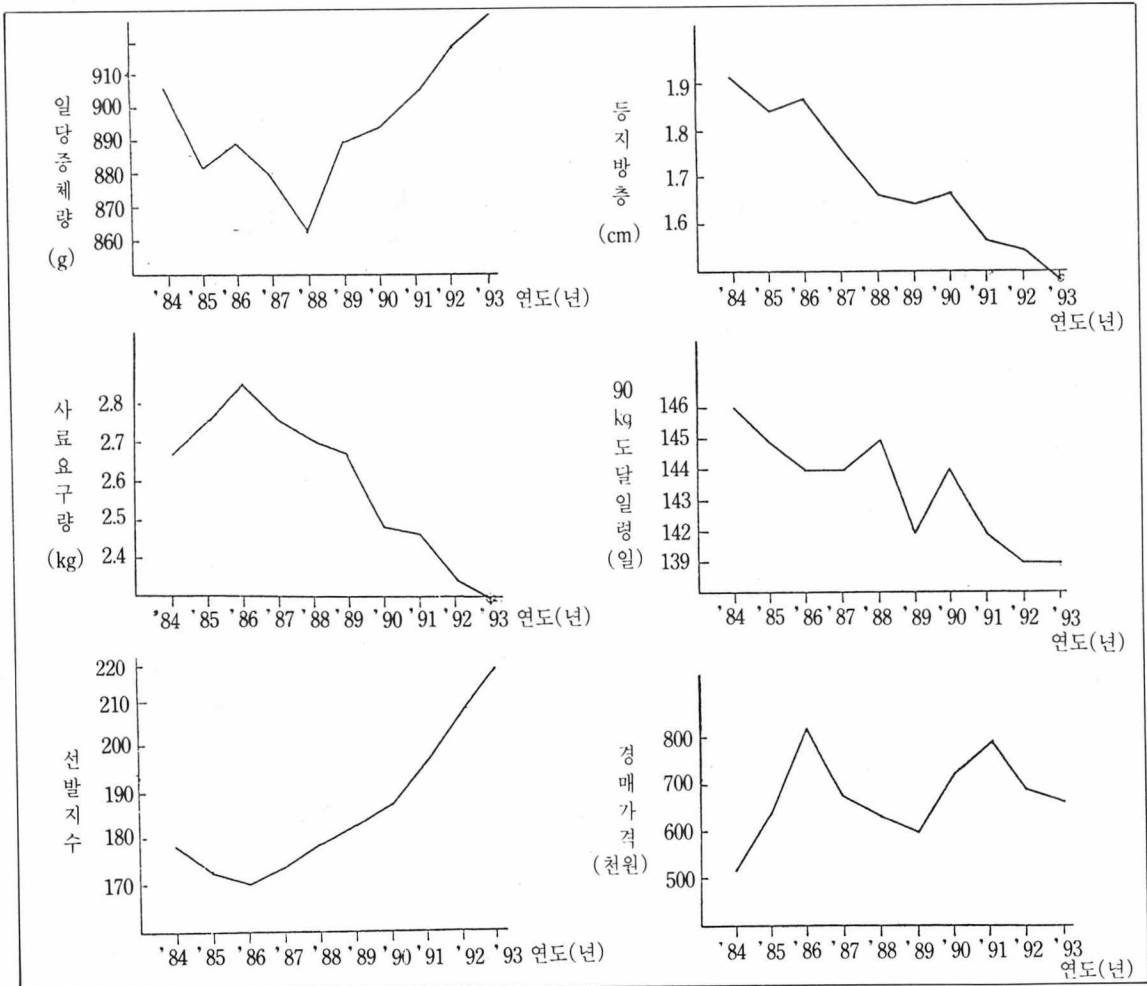 일당증체량
(g)
910
900
890
880
870
860
'84 '85 '86 '87 '88 '89 '90 '91 '92 '93 연도(년)
등지방층
(cm)
1.9
1.8
1.7
1.6
'84 '85 '86 '87 '88 '89 '90 '91 '92 '93
연도(년)
사료요구량
(kg)
2.8
2.7
2.6
2.5
2.4
'84 '85 '86 '87 '88 '89 '90 '91 '92 '93 연도(년)
90
kg
도달일령
(일)
146
145
144
143
142
139
'84 '85 '86 '87 '88 '89 '90 '91 '92 '93
연도(년)
선발지수
220
210
200
190
180
170
'84 '85 '86 '87 '88 '89 '90 '91 '92 '93 연도(년)
경매가격
(천원)
800
700
600
500
'84 '85 '86 '87 '88 '89 '90 '91 '92 '93
연도(년)